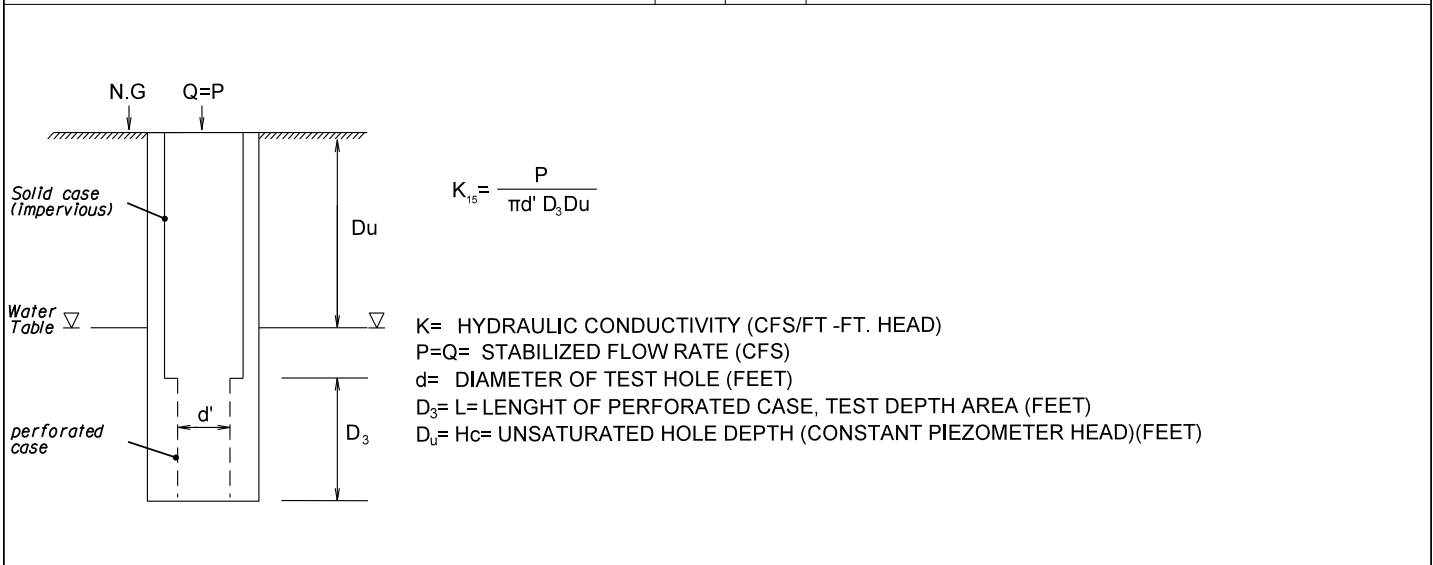 N.G Q=P
Solid case
(impervious)
K₁₅= P
πd' D₃Du
Du
Water
Table
K= HYDRAULIC CONDUCTIVITY (CFS/FT -FT. HEAD)
P=Q= STABILIZED FLOW RATE (CFS)
d= DIAMETER OF TEST HOLE (FEET)
D₃= L= LENGHT OF PERFORATED CASE, TEST DEPTH AREA (FEET)
Dᵤ= Hc= UNSATURATED HOLE DEPTH (CONSTANT PIEZOMETER HEAD)(FEET)
d'
D₃
perforated
case